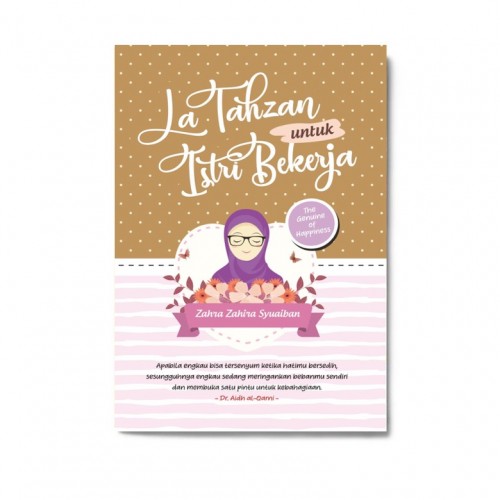 La Tahzan
untuk
Istri Bekerja
The
Genuine
of
Happiness
Zahra Zahira Syuaiban
Apabila engkau bisa tersenyum ketika hatimu bersedih,
sesungguhnya engkau sedang meringankan bebanmu sendiri
dan membuka satu pintu untuk kebahagiaan.
- Dr. Aidh al-Qarni -